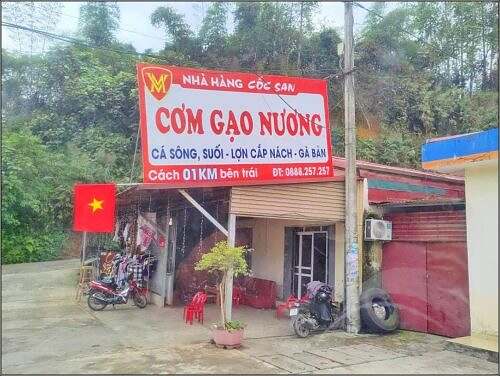 NHÀ HÀNG CỐC SAN
CƠM GẠO NƯƠNG
CÁ SÔNG, SUỐI - LỢN CẮP NÁCH - GÀ BẢN
Cách 01KM bên trái ĐT: 0888.257.257